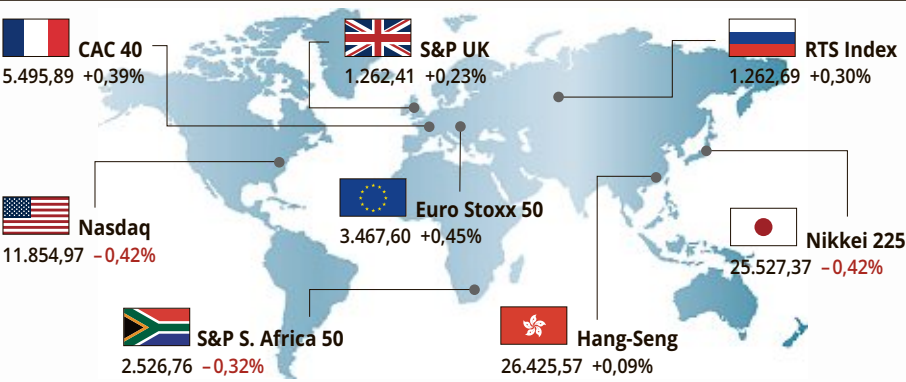 CAC 40
5.495,89 +0,39%
S&P UK
1.262,41 +0,23%
RTS Index
1.262,69 +0,30%
Nasdaq
11.854,97 −0,42%
Euro Stoxx 50
3.467,60 +0,45%
Nikkei 225
25.527,37 −0,42%
S&P S. Africa 50
2.526,76 −0,32%
Hang-Seng
26.425,57 +0,09%